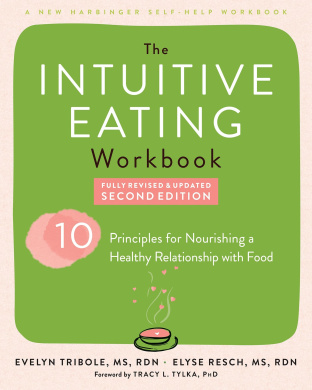 A NEW HARBINGER SELF-HELP WORKBOOK
The
INTUITIVE
EATING
Workbook
FULLY REVISED & UPDATED
SECOND EDITION
10 Principles for Nourishing a
Healthy Relationship with Food
EVELYN TRIBOLE, MS, RDN · ELYSE RESCH, MS, RDN
Foreword by TRACY L. TYLKA, PhD